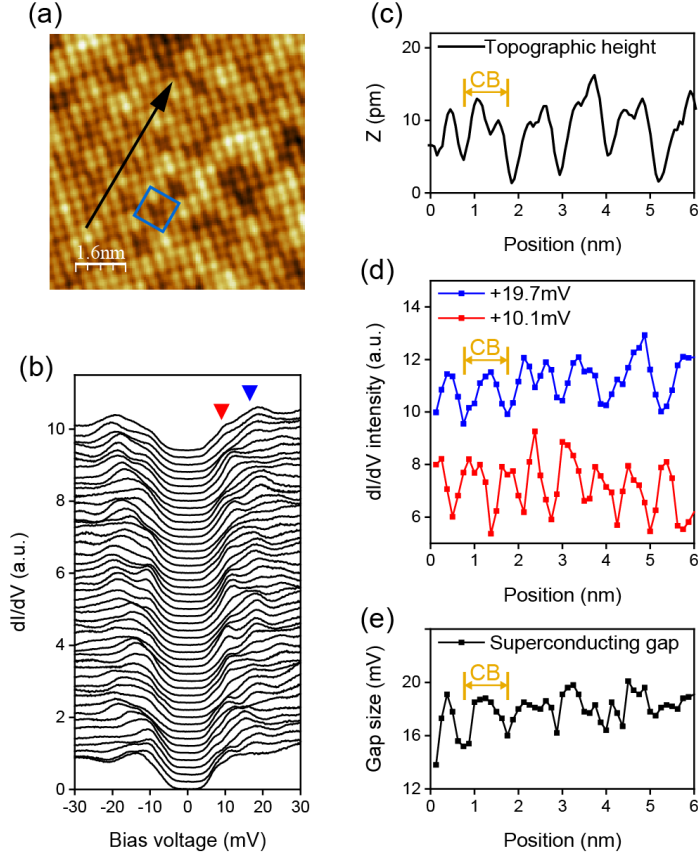 (a)
1.6nm
(b)
dI/dV (a.u.)
10
8
6
4
2
0
-30 -20 -10 0 10 20 30
Bias voltage (mV)
(c)
Topographic height
CB
Z (pm)
20
10
0
0 1 2 3 4 5 6
Position (nm)
(d)
+19.7mV
+10.1mV
CB
dI/dV intensity (a.u.)
14
12
10
8
6
0 1 2 3 4 5 6
Position (nm)
(e)
Superconducting gap
CB
Gap size (mV)
20
16
12
0 1 2 3 4 5 6
Position (nm)